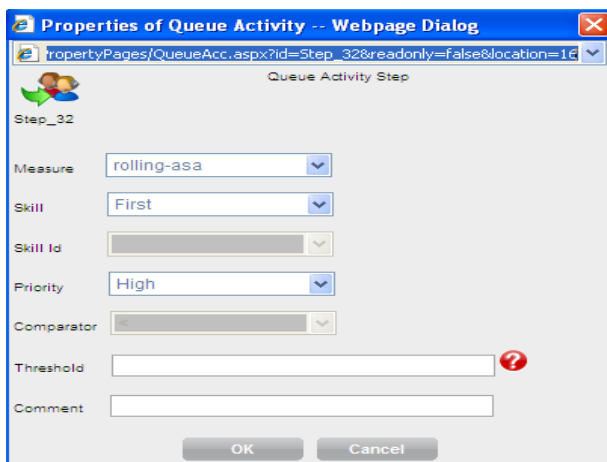 Properties of Queue Activity -- Webpage Dialog
ropertyPages/QueueAcc.aspx?id=Step_32&readonly=false&location=16
Queue Activity Step
Step_32
Measure rolling-asa
Skill First
Skill Id
Priority High
Comparator <
Threshold ?
Comment
OK Cancel